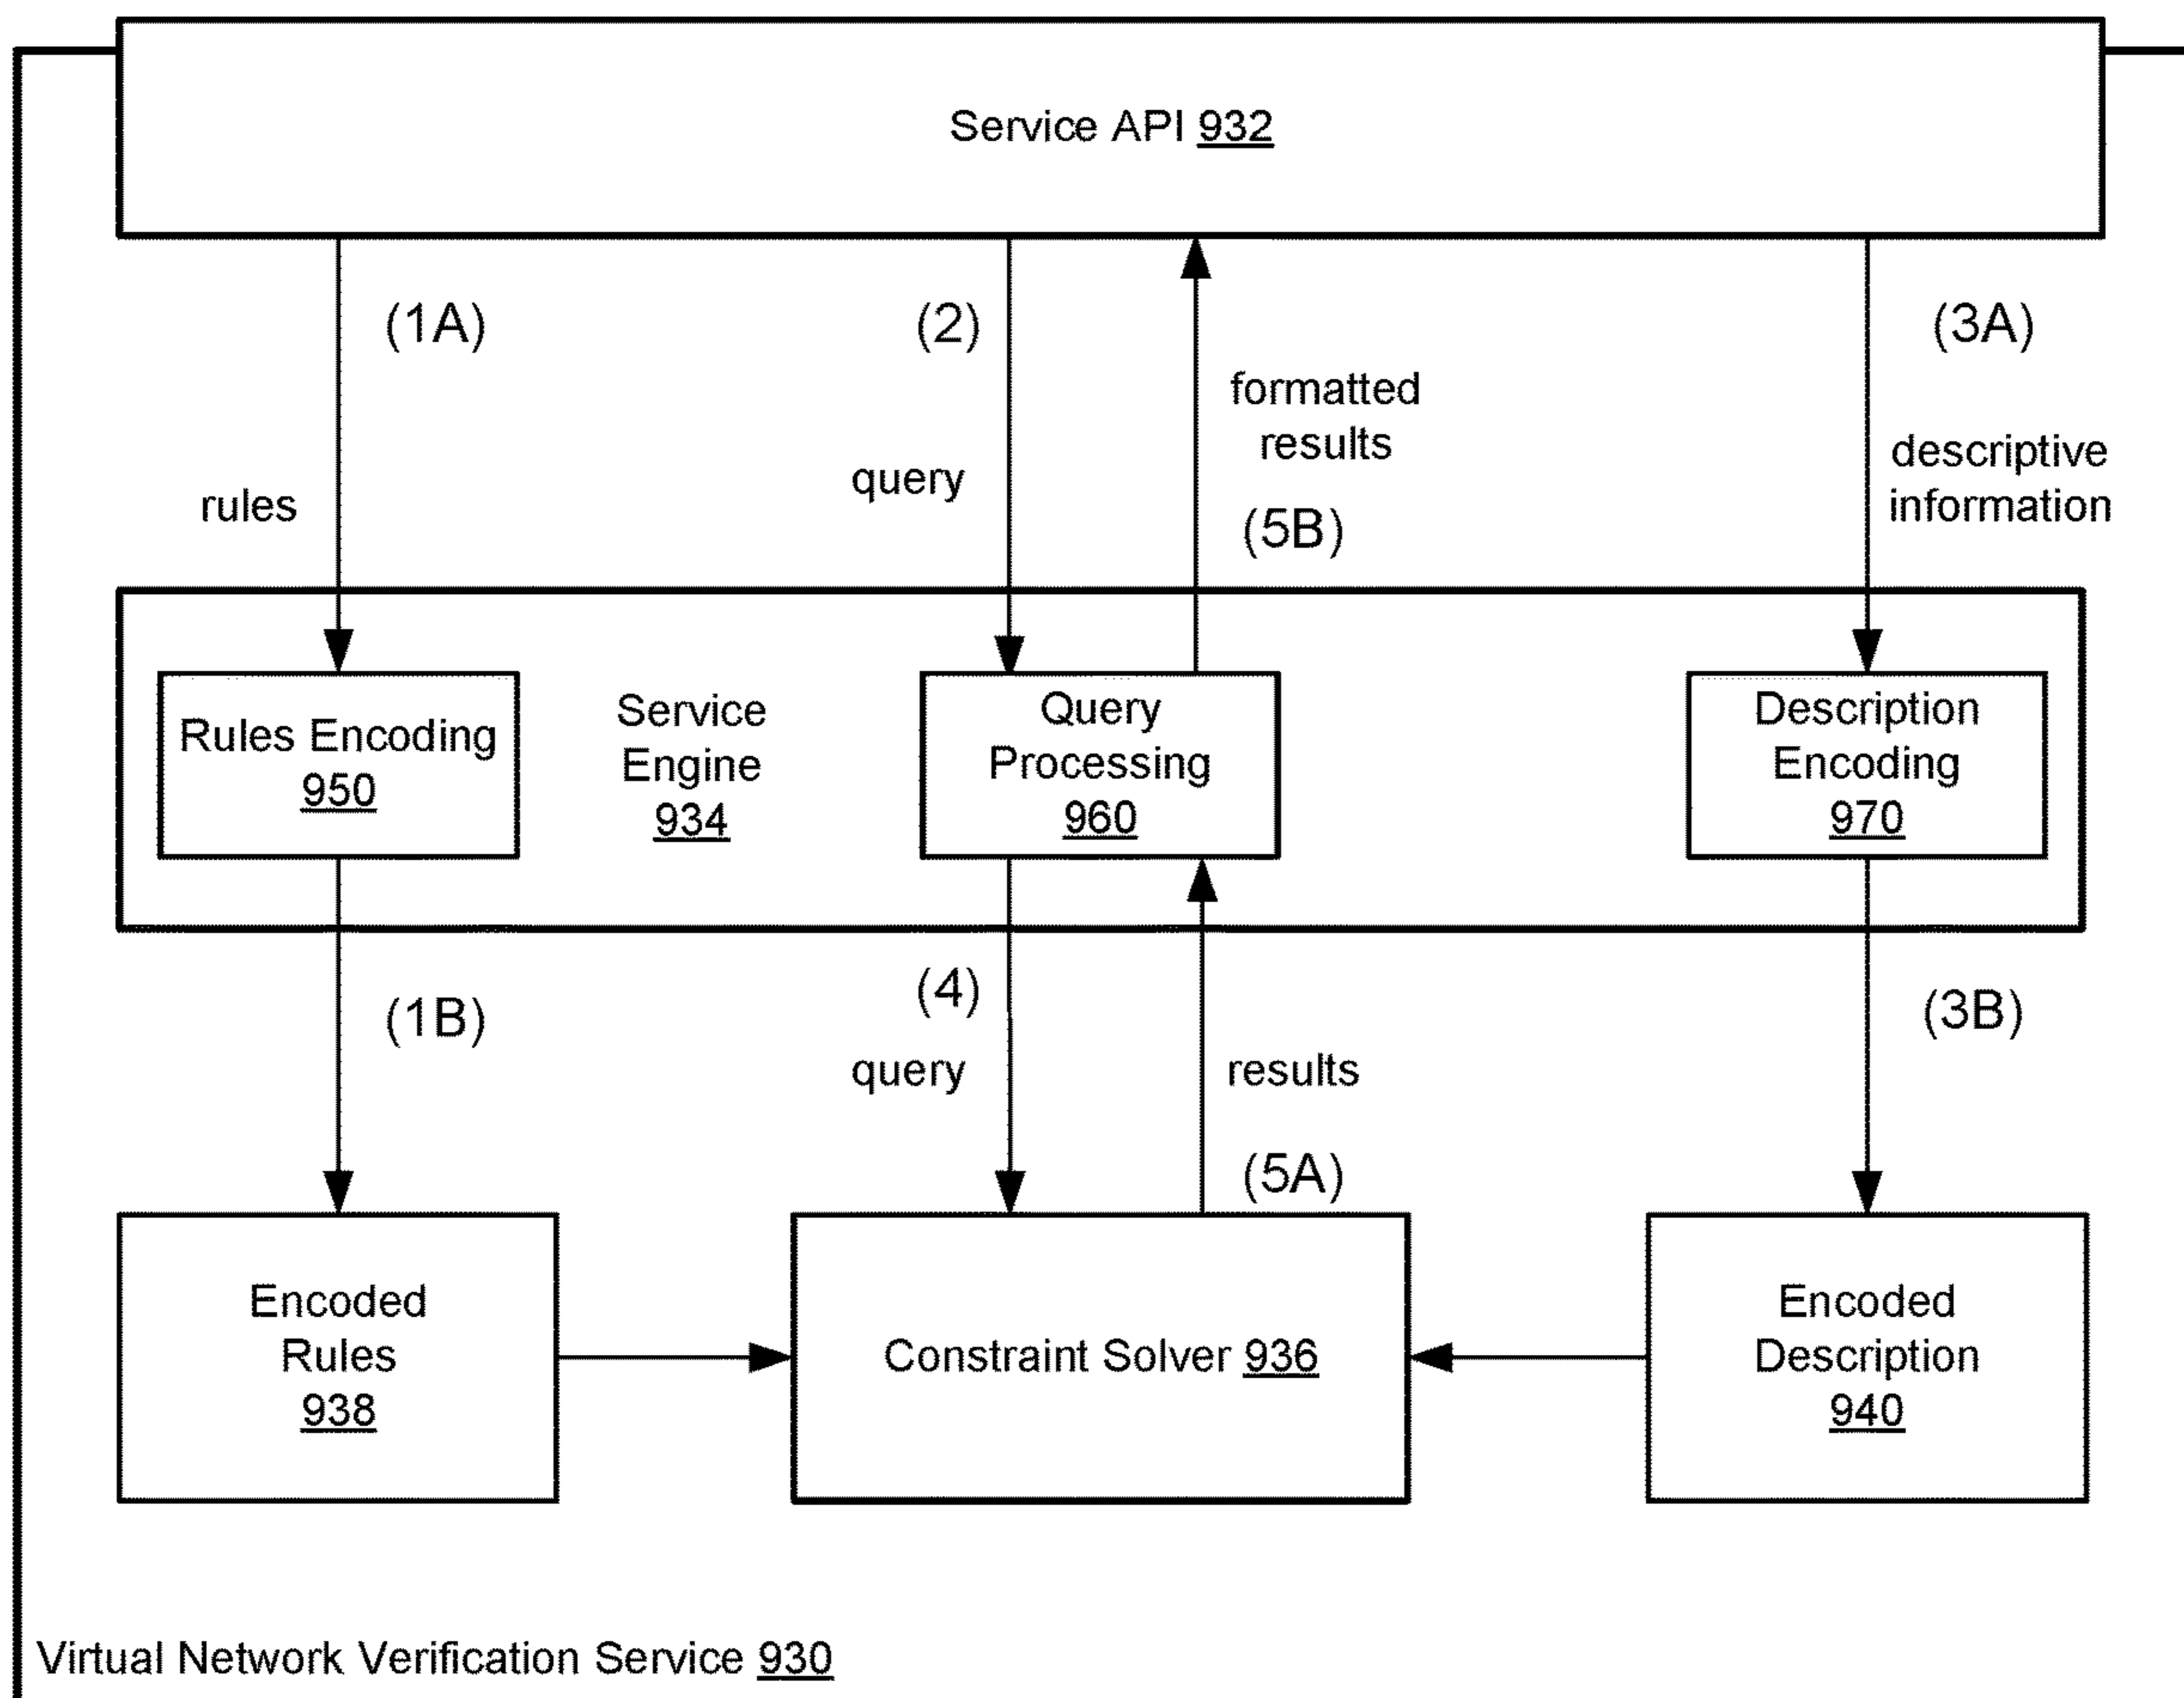 Service API 932
(1A)
(2)
(3A)
formatted
results
descriptive
information
query
rules
(5B)
Rules Encoding
950
Service
Engine
934
Query
Processing
960
Description
Encoding
970
(1B)
(4)
(3B)
query
results
(5A)
Encoded
Rules
938
Constraint Solver 936
Encoded
Description
940
Virtual Network Verification Service 930